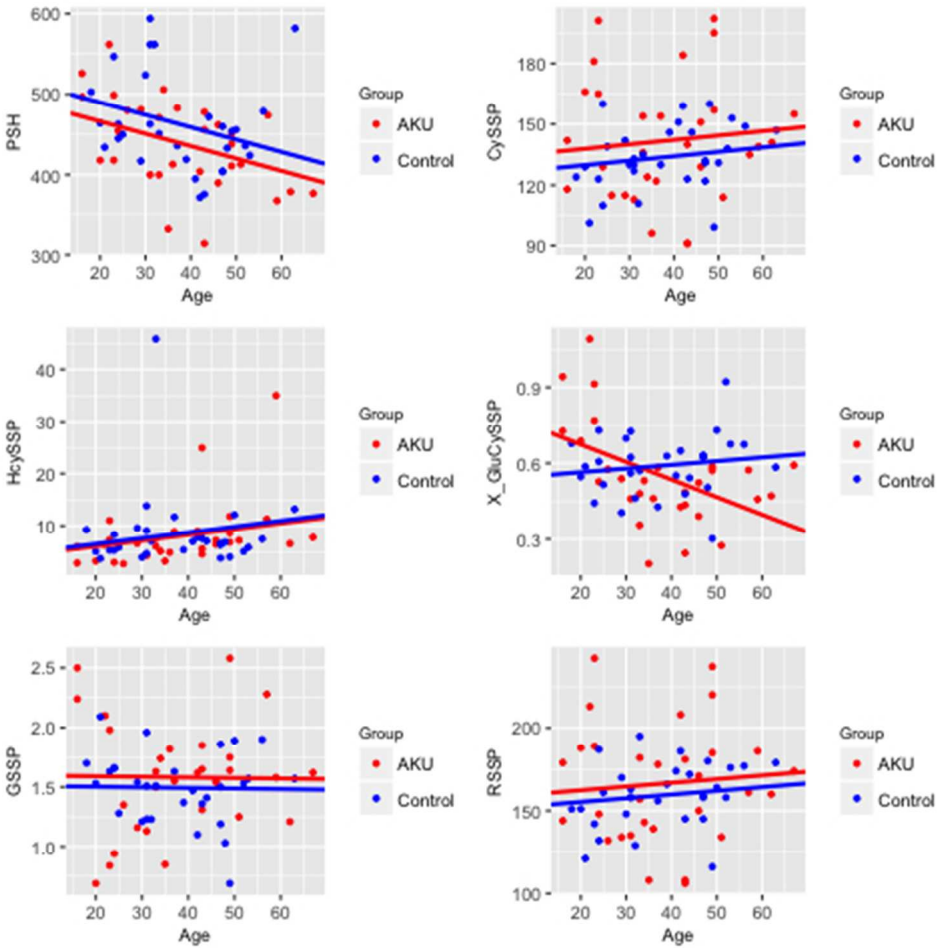 600
500
400
300
PSH
20 30 40 50 60
Age
Group
AKU
Control
180
150
120
90
CySSP
20 30 40 50 60
Age
Group
AKU
Control
40
30
20
10
HcySSP
20 30 40 50 60
Age
Group
AKU
Control
0.9
0.6
0.3
X_GluCySSP
20 30 40 50 60
Age
Group
AKU
Control
2.5
2.0
1.5
1.0
GSSP
20 30 40 50 60
Age
Group
AKU
Control
200
150
100
RSSP
20 30 40 50 60
Age
Group
AKU
Control